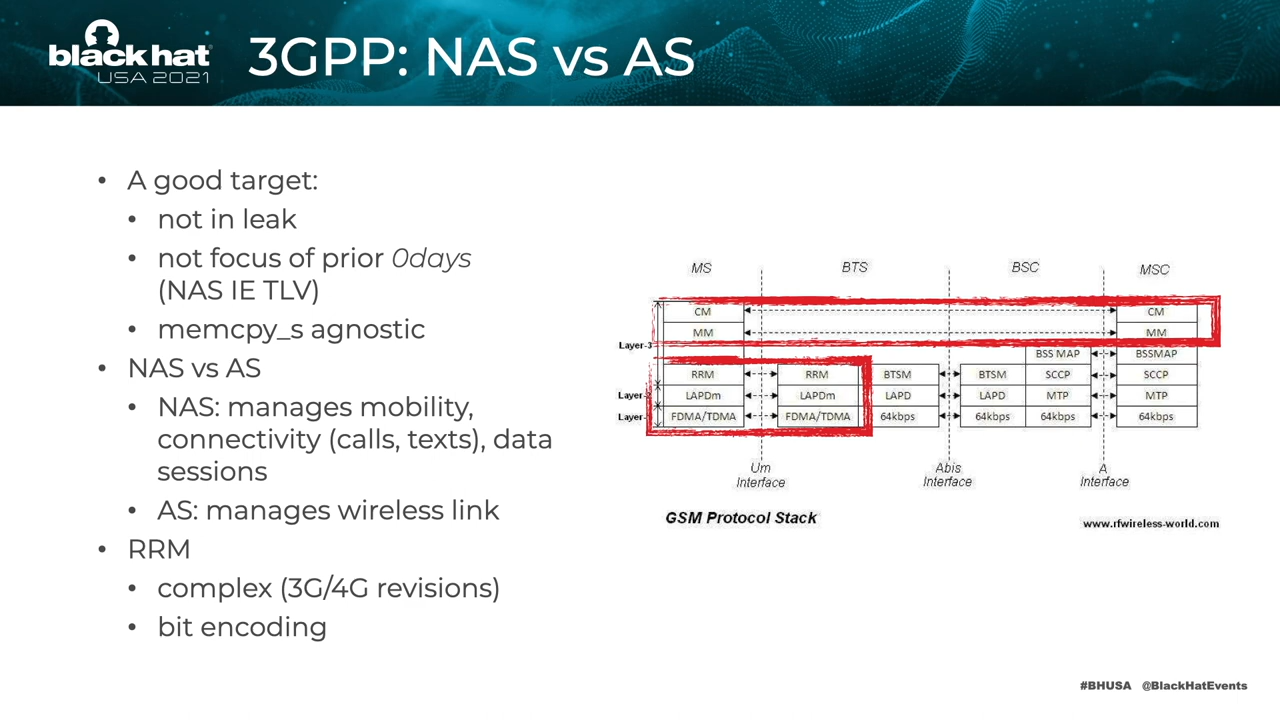 black hat
USA 2021
3GPP: NAS vs AS
• A good target:
• not in leak
• not focus of prior 0days
(NAS IE TLV)
• memcpy_s agnostic
• NAS vs AS
• NAS: manages mobility,
connectivity (calls, texts), data
sessions
• AS: manages wireless link
• RRM
• complex (3G/4G revisions)
• bit encoding
MS BTS BSC MSC
CM CM
MM MM
Layer-3
BSS MAP BSSMAP
RRM RRM BTSM BTSM SCCP SCCP
Layer- LAPDm LAPDm LAPD LAPD MTP MTP
Layer- FDMA/TDMA FDMA/TDMA 64kbps 64kbps 64kbps 64kbps
Um Abis A
Interface Interface Interface
GSM Protocol Stack
www.rfwireless-world.com
#BHUSA @BlackHatEvents